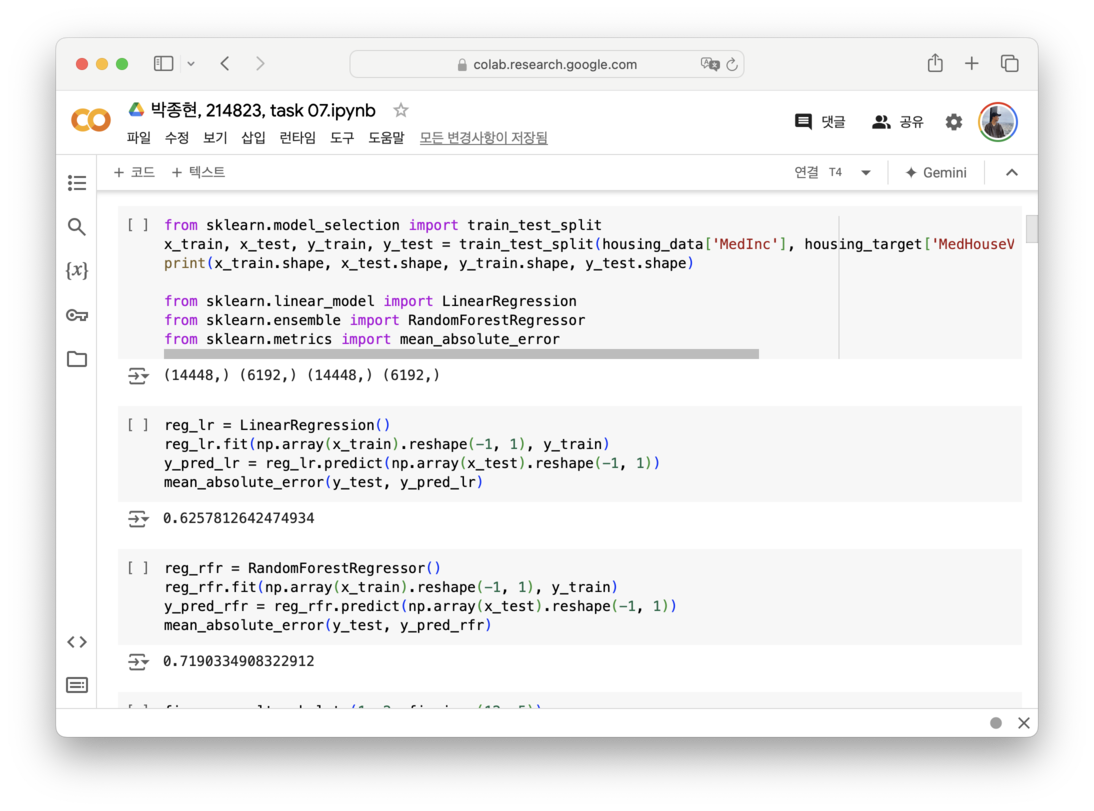 colab.research.google.com
박종현, 214823, task 07.ipynb
댓글
공유
파일 수정 보기 삽입 런타임 도구 도움말 모든 변경사항이 저장됨
+ 코드 + 텍스트
연결 T4
Gemini
{x}
[ ] from sklearn.model_selection import train_test_split
x_train, x_test, y_train, y_test = train_test_split(housing_data['MedInc'], housing_target['MedHouseV
print(x_train.shape, x_test.shape, y_train.shape, y_test.shape)
from sklearn.linear_model import LinearRegression
from sklearn.ensemble import RandomForestRegressor
from sklearn.metrics import mean_absolute_error
(14448,) (6192,) (14448,) (6192,)
[ ] reg_lr = LinearRegression()
reg_lr.fit(np.array(x_train).reshape(-1, 1), y_train)
y_pred_lr = reg_lr.predict(np.array(x_test).reshape(-1, 1))
mean_absolute_error(y_test, y_pred_lr)
0.6257812642474934
[ ] reg_rfr = RandomForestRegressor()
reg_rfr.fit(np.array(x_train).reshape(-1, 1), y_train)
y_pred_rfr = reg_rfr.predict(np.array(x_test).reshape(-1, 1))
mean_absolute_error(y_test, y_pred_rfr)
0.7190334908322912